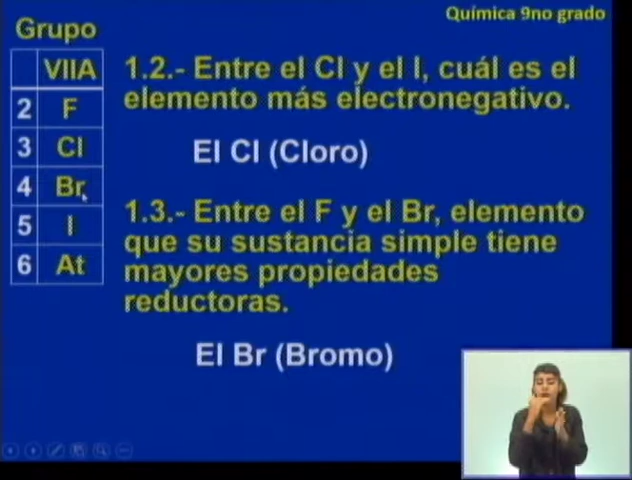 Química 9no grado
Grupo
VIIA
2 F
3 Cl
4 Br
5 I
6 At
1.2.- Entre el Cl y el I, cuál es el
elemento más electronegativo.
El Cl (Cloro)
1.3.- Entre el F y el Br, elemento
que su sustancia simple tiene
mayores propiedades
reductoras.
El Br (Bromo)